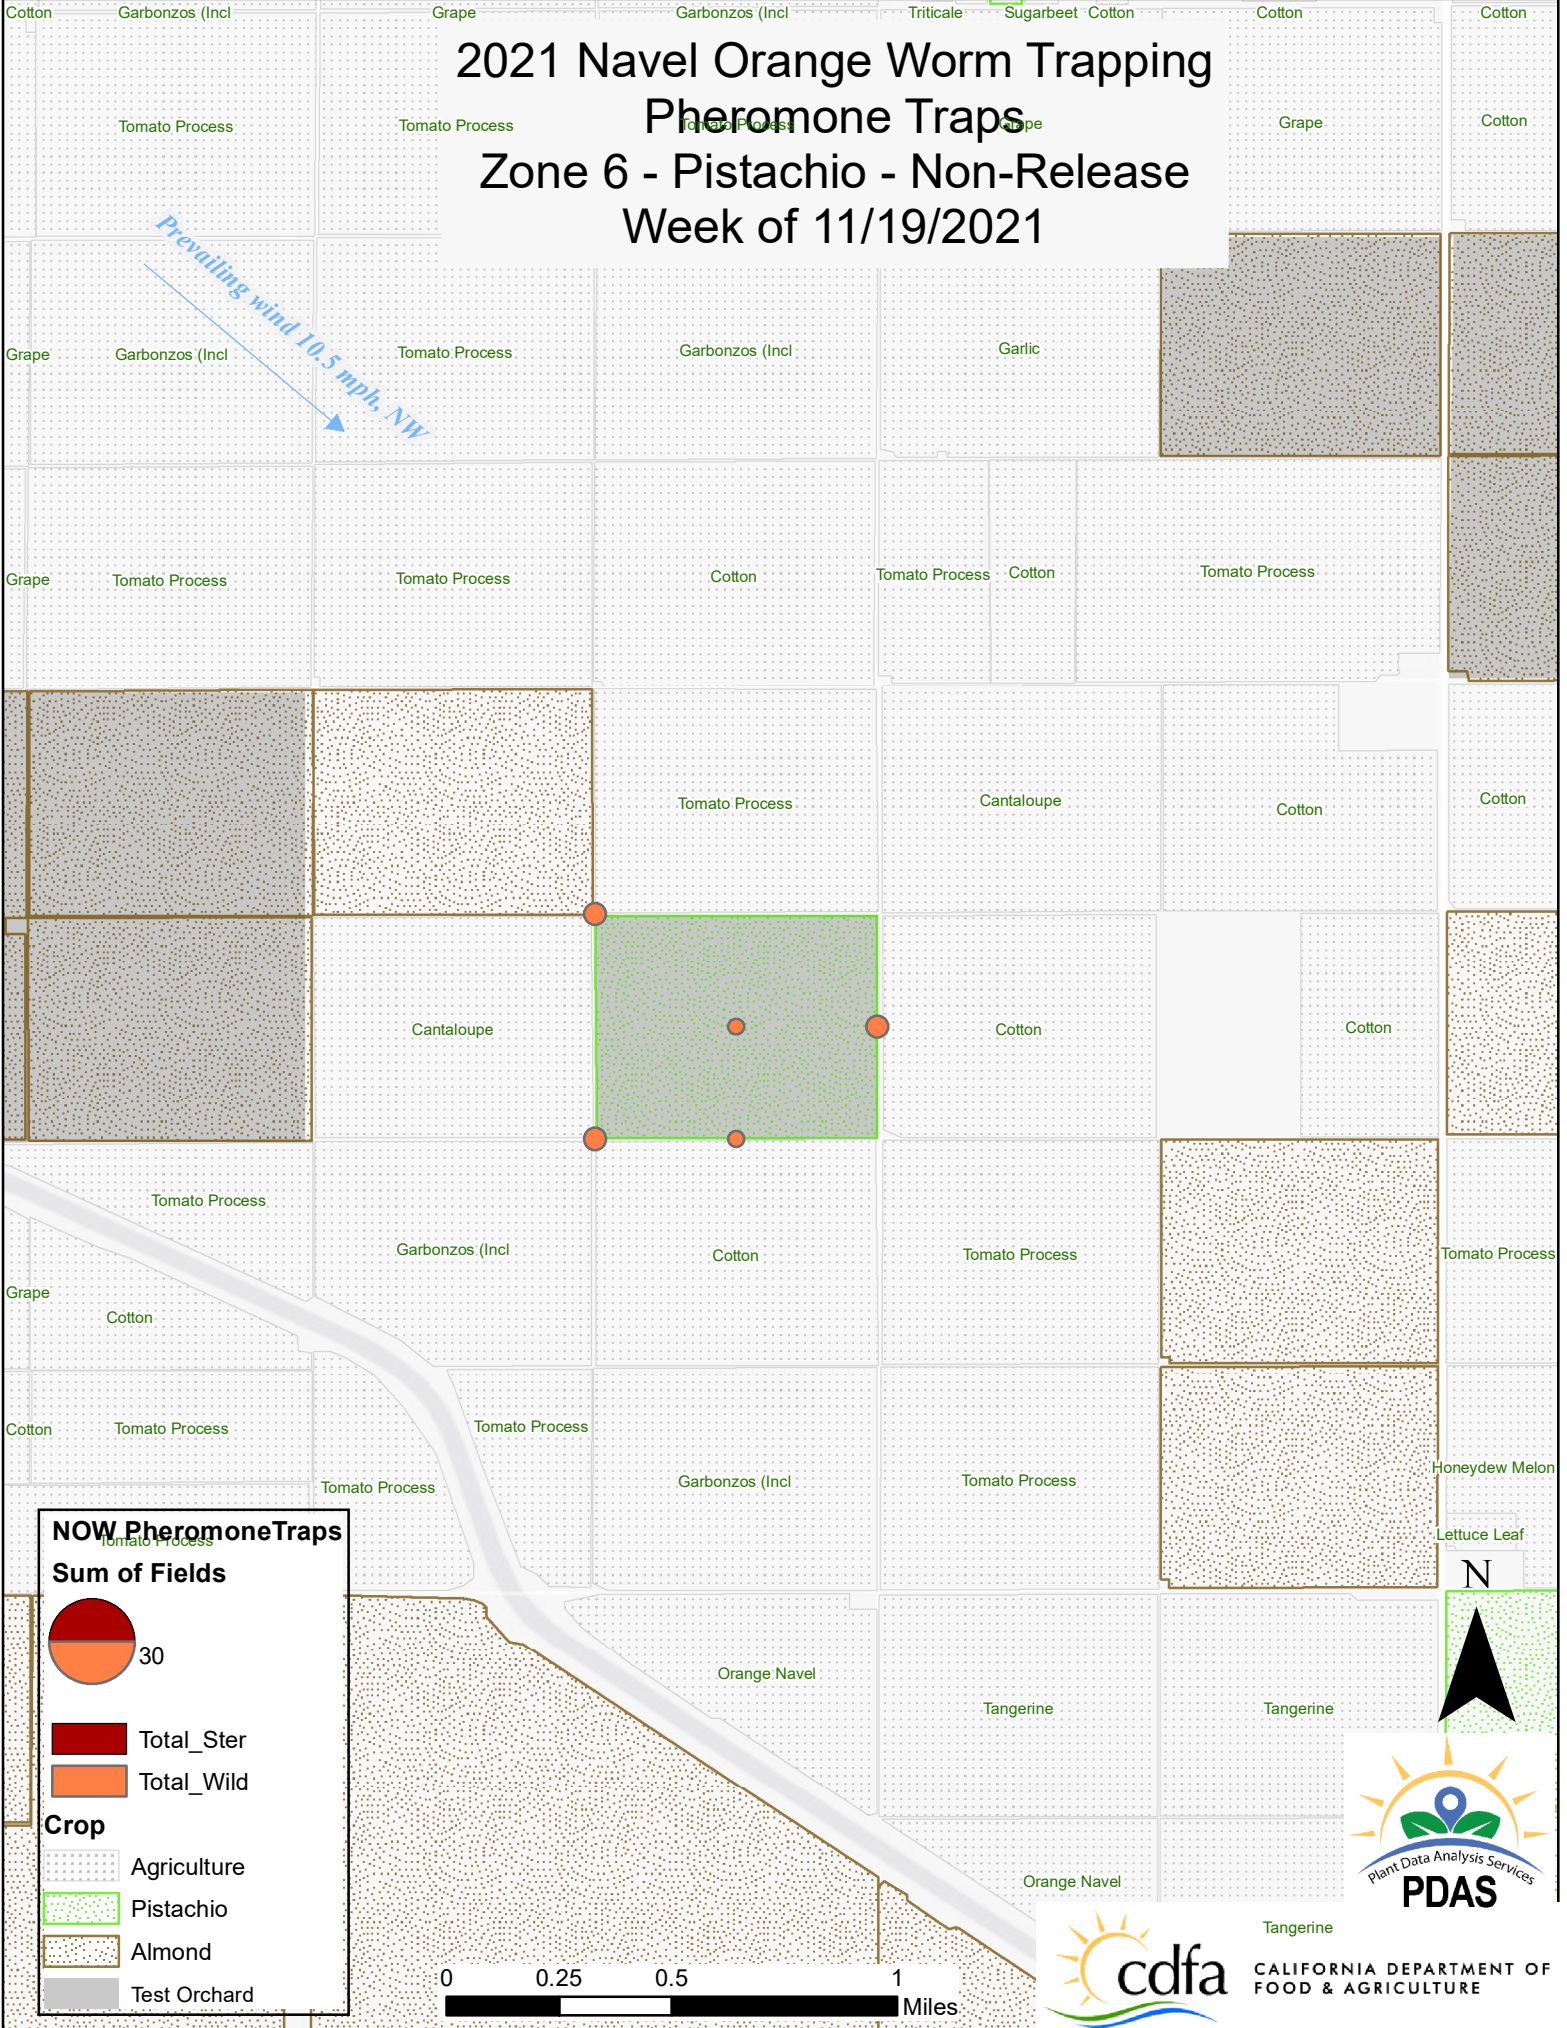 Cotton Garbonzos (Incl Grape Garbonzos (Incl Triticale Sugarbeet Cotton Cotton Cotton
2021 Navel Orange Worm Trapping
Pheromone Traps
Zone 6 - Pistachio - Non-Release
Week of 11/19/2021
Tomato Process Tomato Process Tomato Process Grape Grape Cotton
Prevailing wind 10.5 mph, NW
Grape Garbonzos (Incl Tomato Process Garbonzos (Incl Garlic
Grape Tomato Process Tomato Process Cotton Tomato Process Cotton Tomato Process
Tomato Process Cantaloupe Cotton Cotton
Cantaloupe Cotton Cotton
Tomato Process
Garbonzos (Incl Cotton Tomato Process Tomato Process
Grape
Cotton
Cotton Tomato Process Tomato Process
Tomato Process Garbonzos (Incl Tomato Process Honeydew Melon
Tomato Process
Lettuce Leaf
N
Orange Navel
Tangerine Tangerine
Orange Navel
Tangerine
NOW PheromoneTraps
Sum of Fields
30
Total_Ster
Total_Wild
Crop
Agriculture
Pistachio
Almond
Test Orchard
0 0.25 0.5 1
Miles
Plant Data Analysis Services
PDAS
cdfa
CALIFORNIA DEPARTMENT OF
FOOD & AGRICULTURE